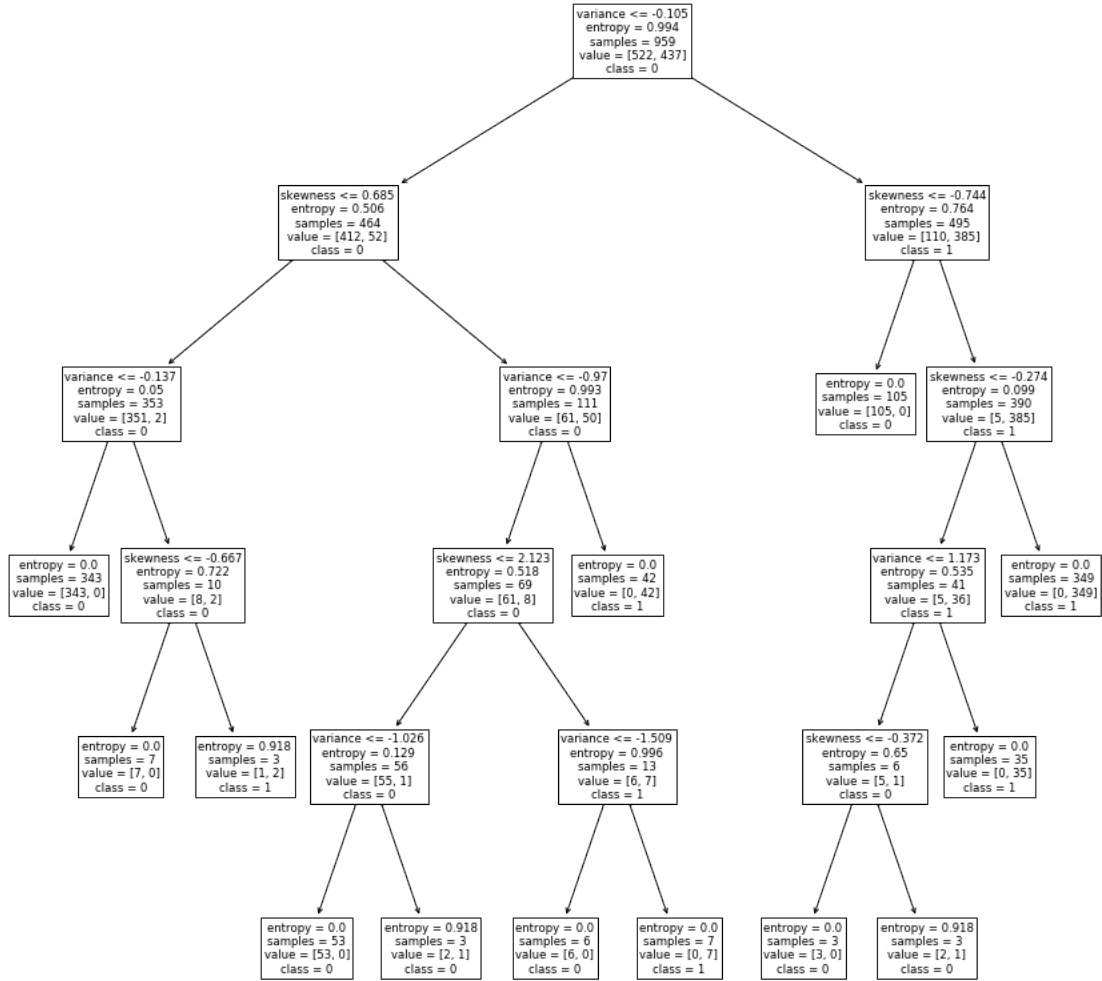 variance <= -0.105
entropy = 0.994
samples = 959
value = [522, 437]
class = 0
skewness <= 0.685
entropy = 0.506
samples = 464
value = [412, 52]
class = 0
skewness <= -0.744
entropy = 0.764
samples = 495
value = [110, 385]
class = 1
variance <= -0.137
entropy = 0.05
samples = 353
value = [351, 2]
class = 0
variance <= -0.97
entropy = 0.993
samples = 111
value = [61, 50]
class = 0
entropy = 0.0
samples = 105
value = [105, 0]
class = 0
skewness <= -0.274
entropy = 0.099
samples = 390
value = [5, 385]
class = 1
entropy = 0.0
samples = 343
value = [343, 0]
class = 0
skewness <= -0.667
entropy = 0.722
samples = 10
value = [8, 2]
class = 0
skewness <= 2.123
entropy = 0.518
samples = 69
value = [61, 8]
class = 0
entropy = 0.0
samples = 42
value = [0, 42]
class = 1
variance <= 1.173
entropy = 0.535
samples = 41
value = [5, 36]
class = 1
entropy = 0.0
samples = 349
value = [0, 349]
class = 1
entropy = 0.0
samples = 7
value = [7, 0]
class = 0
entropy = 0.918
samples = 3
value = [1, 2]
class = 1
variance <= -1.026
entropy = 0.129
samples = 56
value = [55, 1]
class = 0
variance <= -1.509
entropy = 0.996
samples = 13
value = [6, 7]
class = 1
skewness <= -0.372
entropy = 0.65
samples = 6
value = [5, 1]
class = 0
entropy = 0.0
samples = 35
value = [0, 35]
class = 1
entropy = 0.0
samples = 53
value = [53, 0]
class = 0
entropy = 0.918
samples = 3
value = [2, 1]
class = 0
entropy = 0.0
samples = 6
value = [6, 0]
class = 0
entropy = 0.0
samples = 7
value = [0, 7]
class = 1
entropy = 0.0
samples = 3
value = [3, 0]
class = 0
entropy = 0.918
samples = 3
value = [2, 1]
class = 0